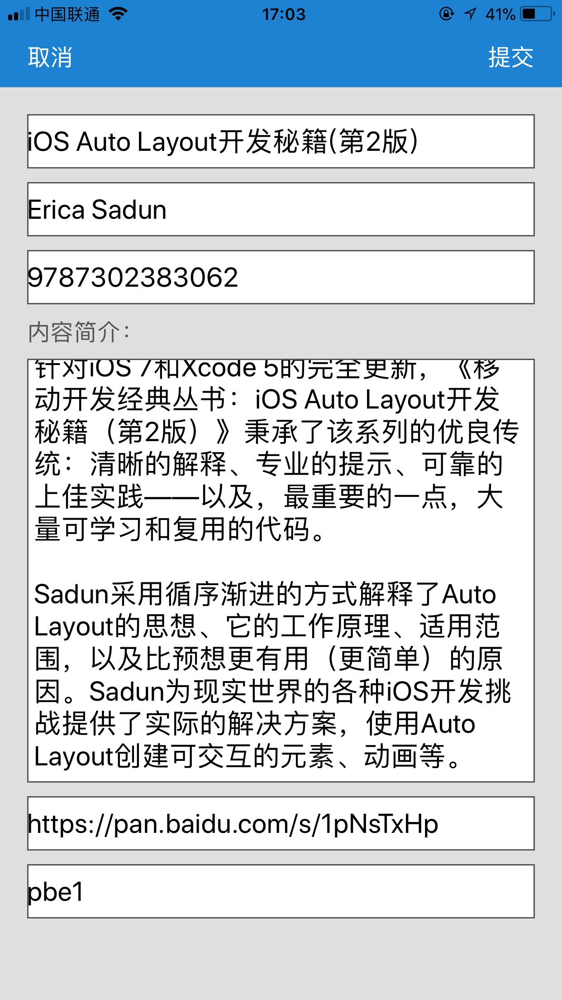 中国联通 17:03 41%
取消 提交
iOS Auto Layout开发秘籍(第2版)
Erica Sadun
9787302383062
内容简介：
针对iOS 7和Xcode 5的完全更新，《移
动开发经典丛书：iOS Auto Layout开发
秘籍（第2版）》秉承了该系列的优良传
统：清晰的解释、专业的提示、可靠的
上佳实践——以及，最重要的一点，大
量可学习和复用的代码。
Sadun采用循序渐进的方式解释了Auto
Layout的思想、它的工作原理、适用范
围，以及比预想更有用（更简单）的原
因。Sadun为现实世界的各种iOS开发挑
战提供了实际的解决方案，使用Auto
Layout创建可交互的元素、动画等。
https://pan.baidu.com/s/1pNsTxHp
pbe1